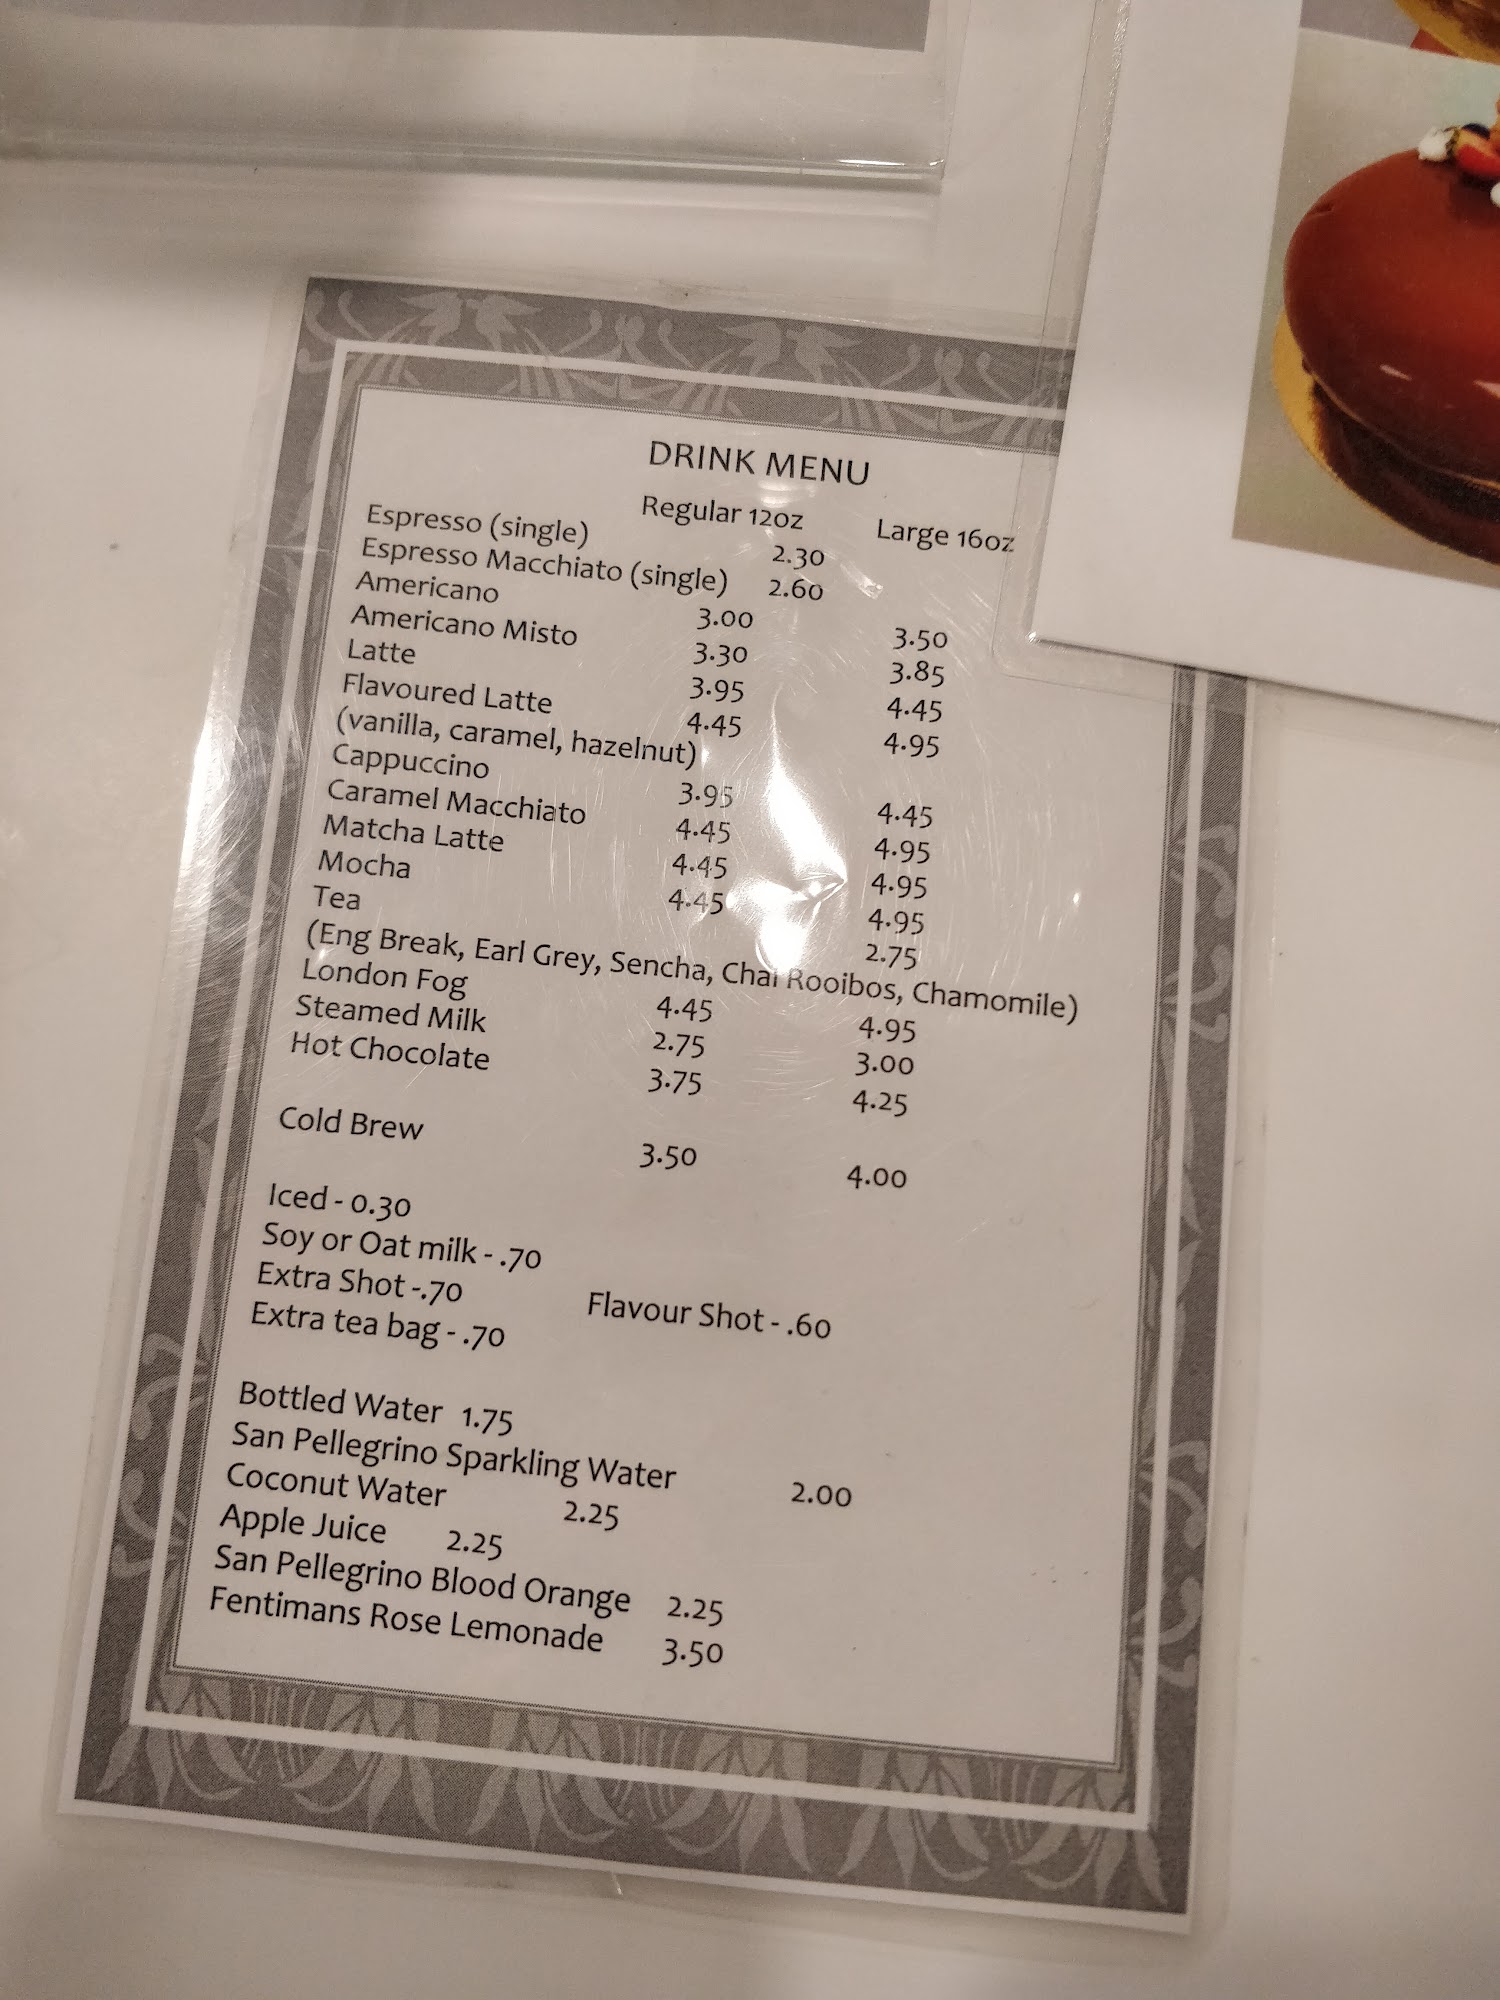 DRINK MENU
Regular 12oz Large 16oz
Espresso (single) 2.30
Espresso Macchiato (single) 2.60
Americano 3.00 3.50
Americano Misto 3.30 3.85
Latte 3.95 4.45
Flavoured Latte 4.45 4.95
(vanilla, caramel, hazelnut)
Cappuccino 3.95 4.45
Caramel Macchiato 4.45 4.95
Matcha Latte 4.45 4.95
Mocha 4.45 4.95
Tea 2.75
(Eng Break, Earl Grey, Sencha, Chai Rooibos, Chamomile)
London Fog 4.45 4.95
Steamed Milk 2.75 3.00
Hot Chocolate 3.75 4.25
Cold Brew 3.50 4.00
Iced - 0.30
Soy or Oat milk - .70
Extra Shot -.70 Flavour Shot - .60
Extra tea bag - .70
Bottled Water 1.75
San Pellegrino Sparkling Water 2.00
Coconut Water 2.25
Apple Juice 2.25
San Pellegrino Blood Orange 2.25
Fentimans Rose Lemonade 3.50